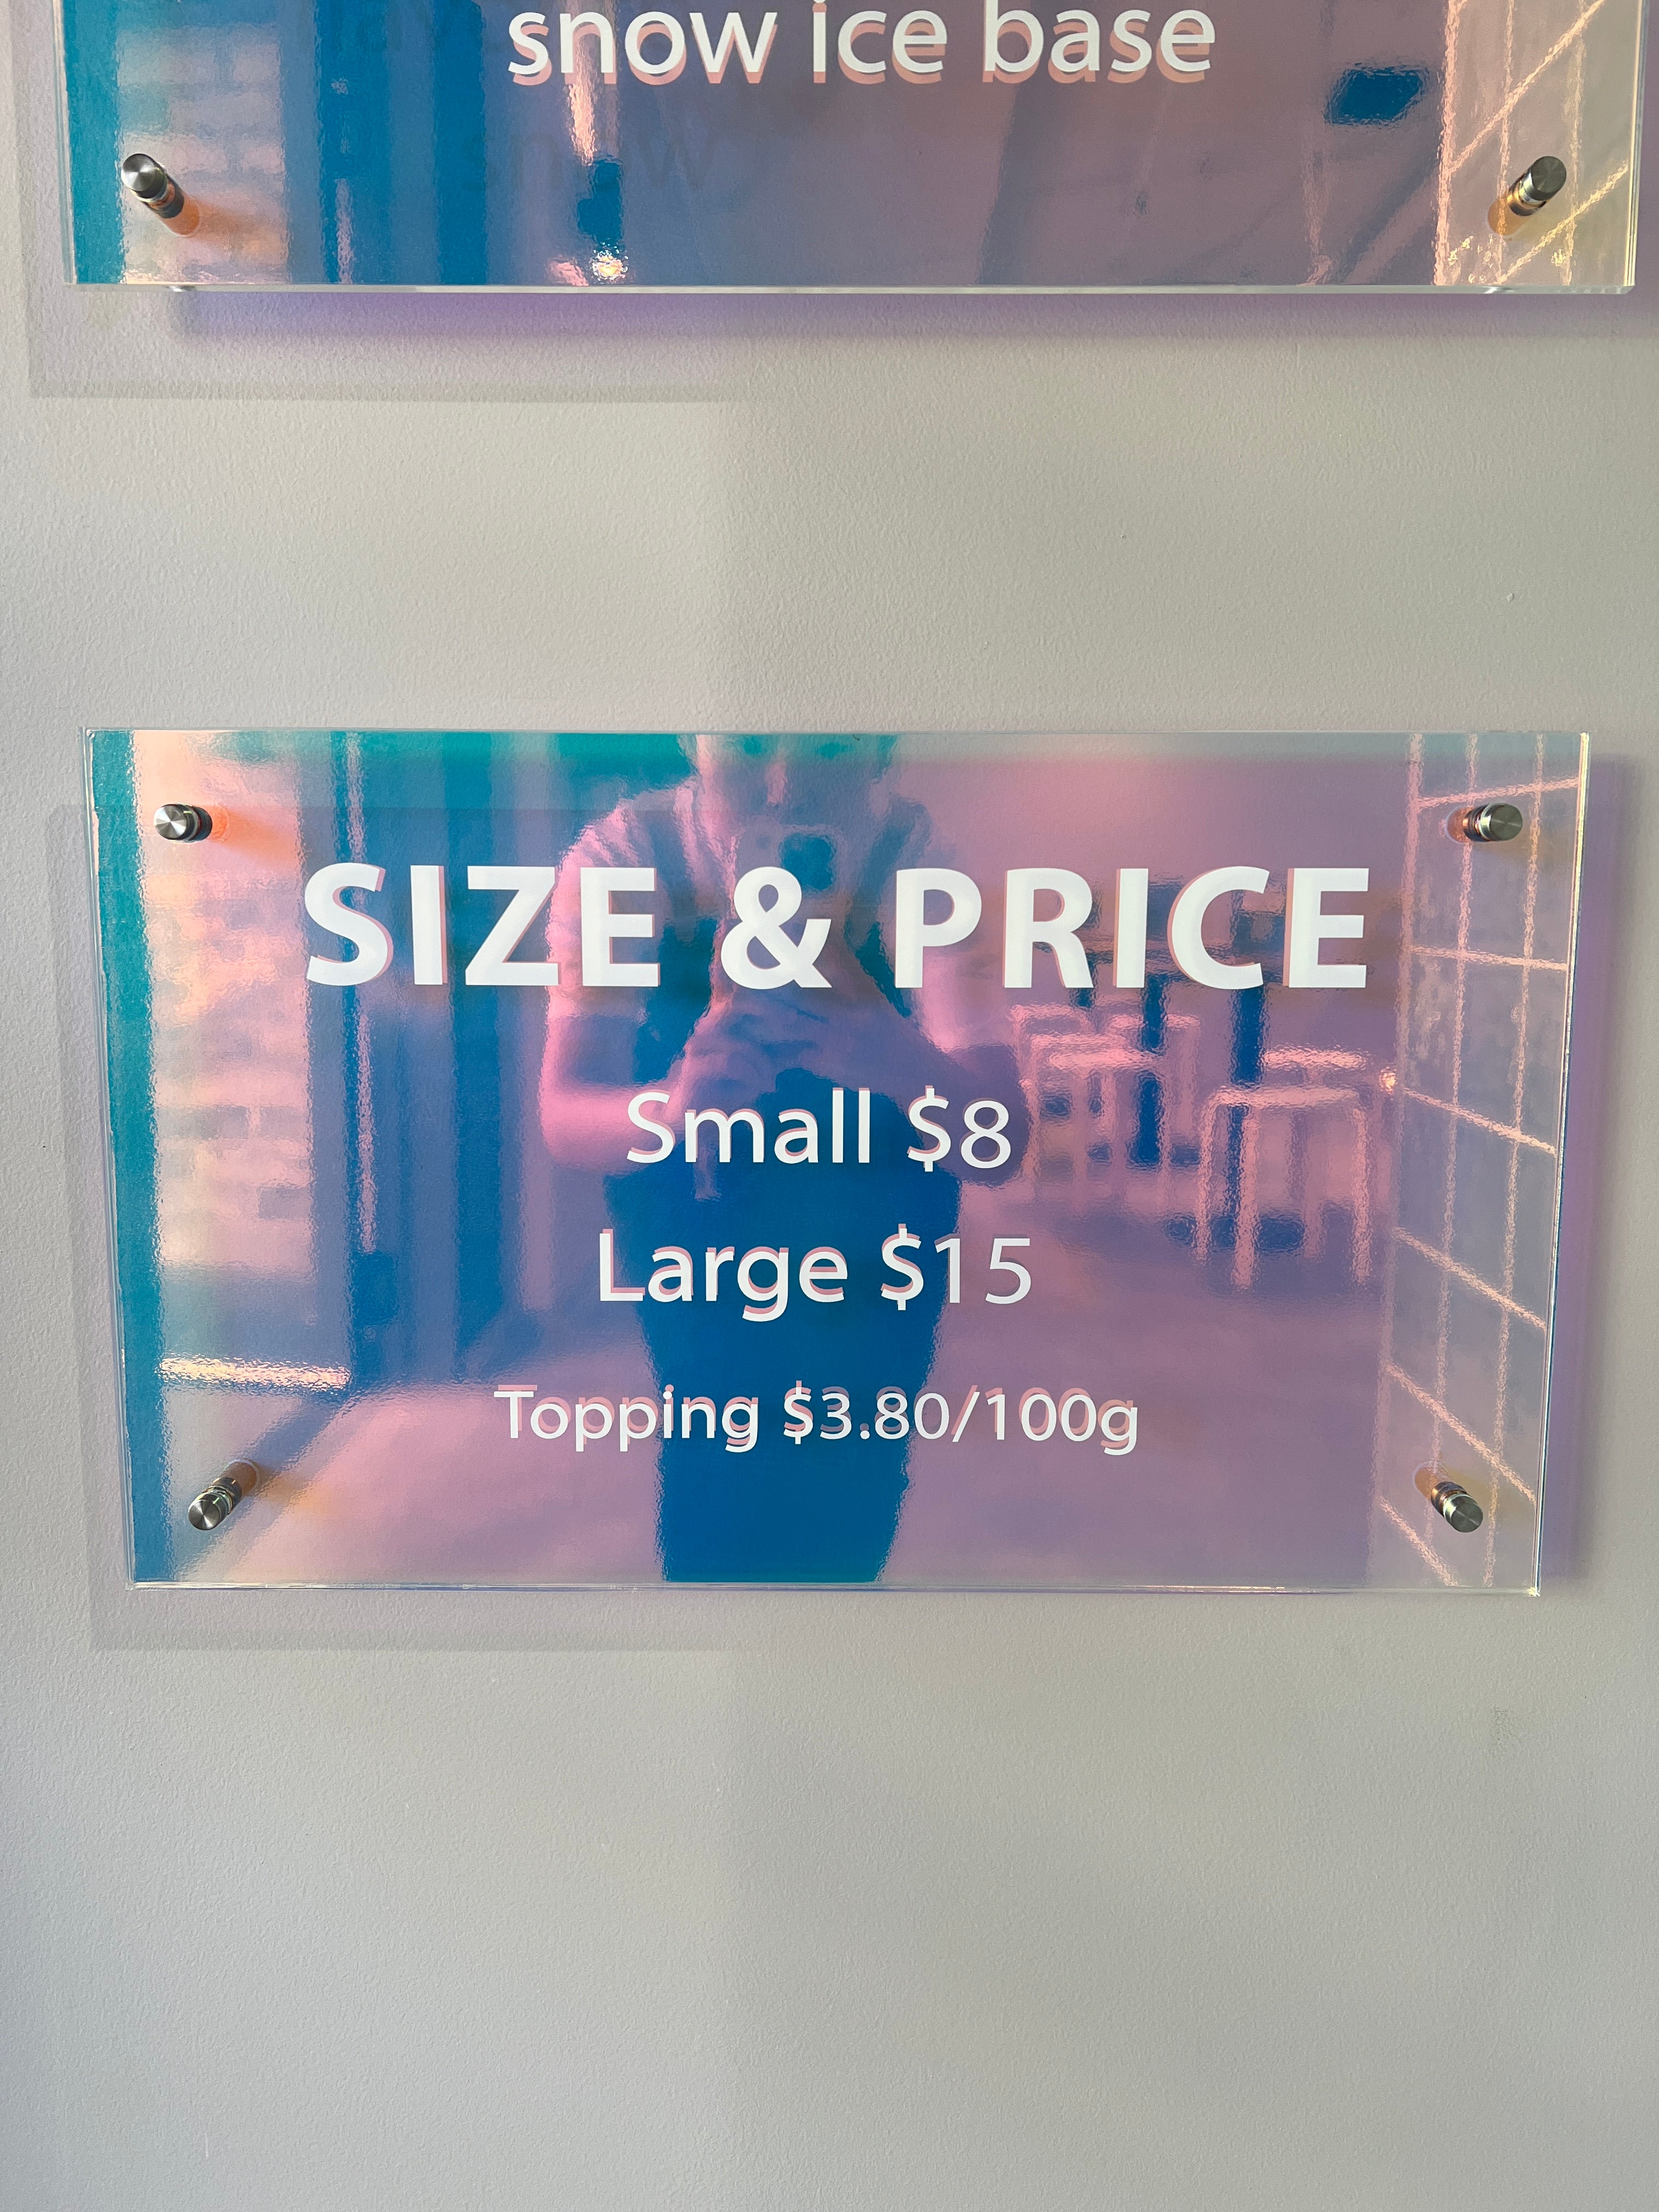 snow ice base
SIZE & PRICE
Small $8
Large $15
Topping $3.80/100g